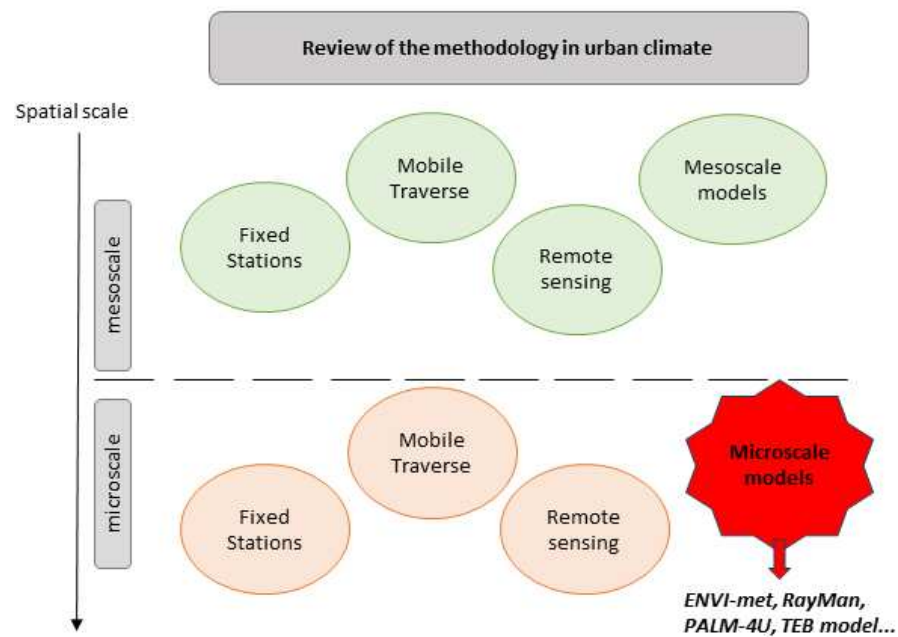 Review of the methodology in urban climate
Spatial scale
mesoscale
Fixed
Stations
Mobile
Traverse
Remote
sensing
Mesoscale
models
microscale
Fixed
Stations
Mobile
Traverse
Remote
sensing
Microscale
models
ENVI-met, RayMan,
PALM-4U, TEB model...